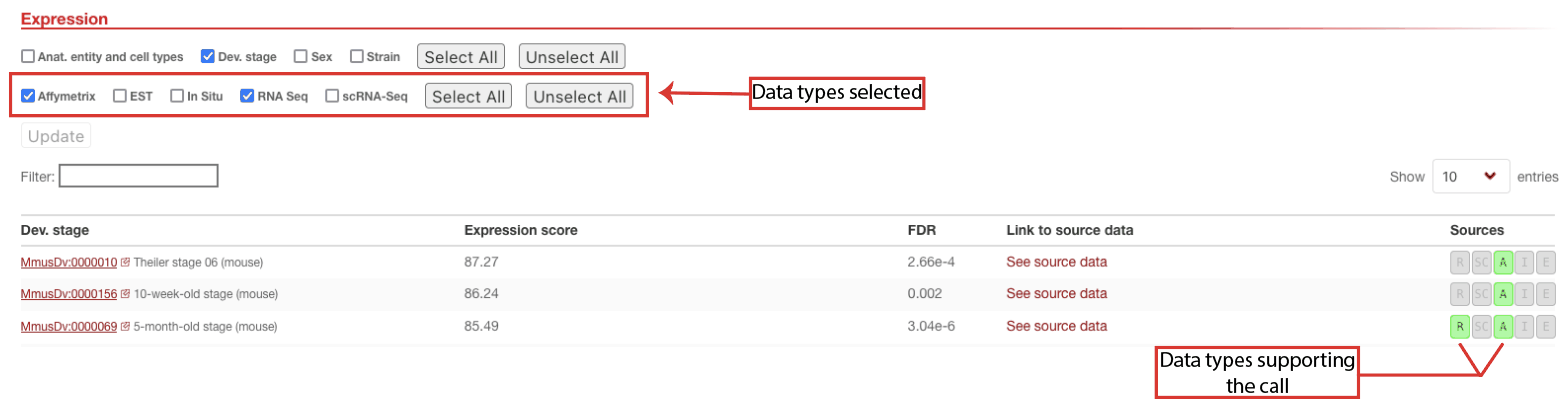 Expression
Anat. entity and cell types Dev. stage Sex Strain Select All Unselect All
Affymetrix EST In Situ RNA Seq scRNA-Seq Select All Unselect All
Data types selected
Update
Filter:
Show 10 entries
Dev. stage Expression score FDR Link to source data Sources
MmusDv:0000010 Theiler stage 06 (mouse) 87.27 2.66e-4 See source data R SC A I E
MmusDv:0000156 10-week-old stage (mouse) 86.24 0.002 See source data R SC A I E
MmusDv:0000069 5-month-old stage (mouse) 85.49 3.04e-6 See source data R SC A I E
Data types supporting
the call